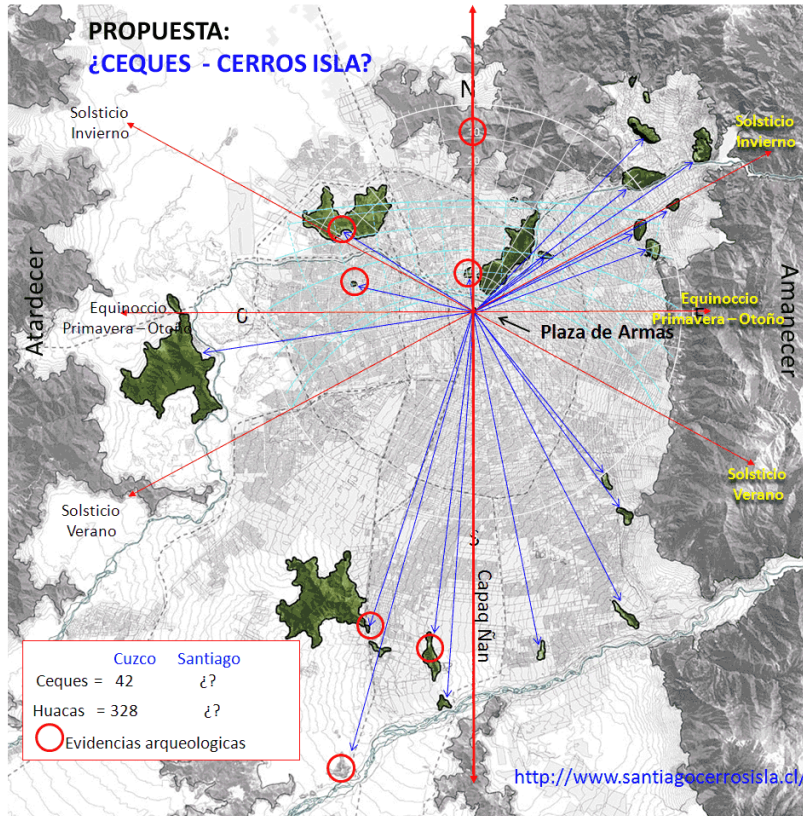 PROPUESTA:
¿CEQUES - CERROS ISLA?
N
Solsticio
Invierno
Solsticio
Invierno
Atardecer
Amanecer
Equinoccio
Primavera – Otoño
O
Equinoccio
Primavera – Otoño
Plaza de Armas
Solsticio
Verano
Solsticio
Verano
S
Capaq Ñan
Cuzco Santiago
Ceques = 42 ¿?
Huacas = 328 ¿?
Evidencias arqueologicas
http://www.santiagocerrosisla.cl/